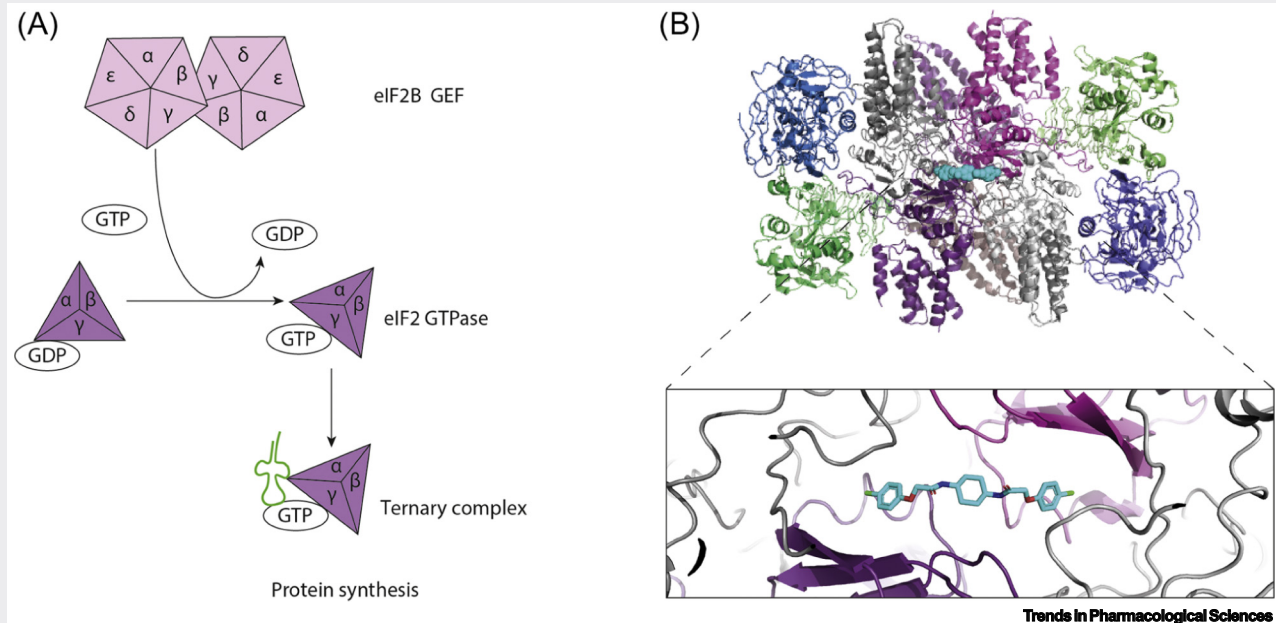 (A)
(B)
α
β
γ
δ
ε
δ
ε
α
β
γ
eIF2B GEF
GTP
GDP
α
β
γ
GDP
α
β
γ
GTP
eIF2 GTPase
α
β
γ
GTP
Ternary complex
Protein synthesis
Trends in Pharmacological Sciences